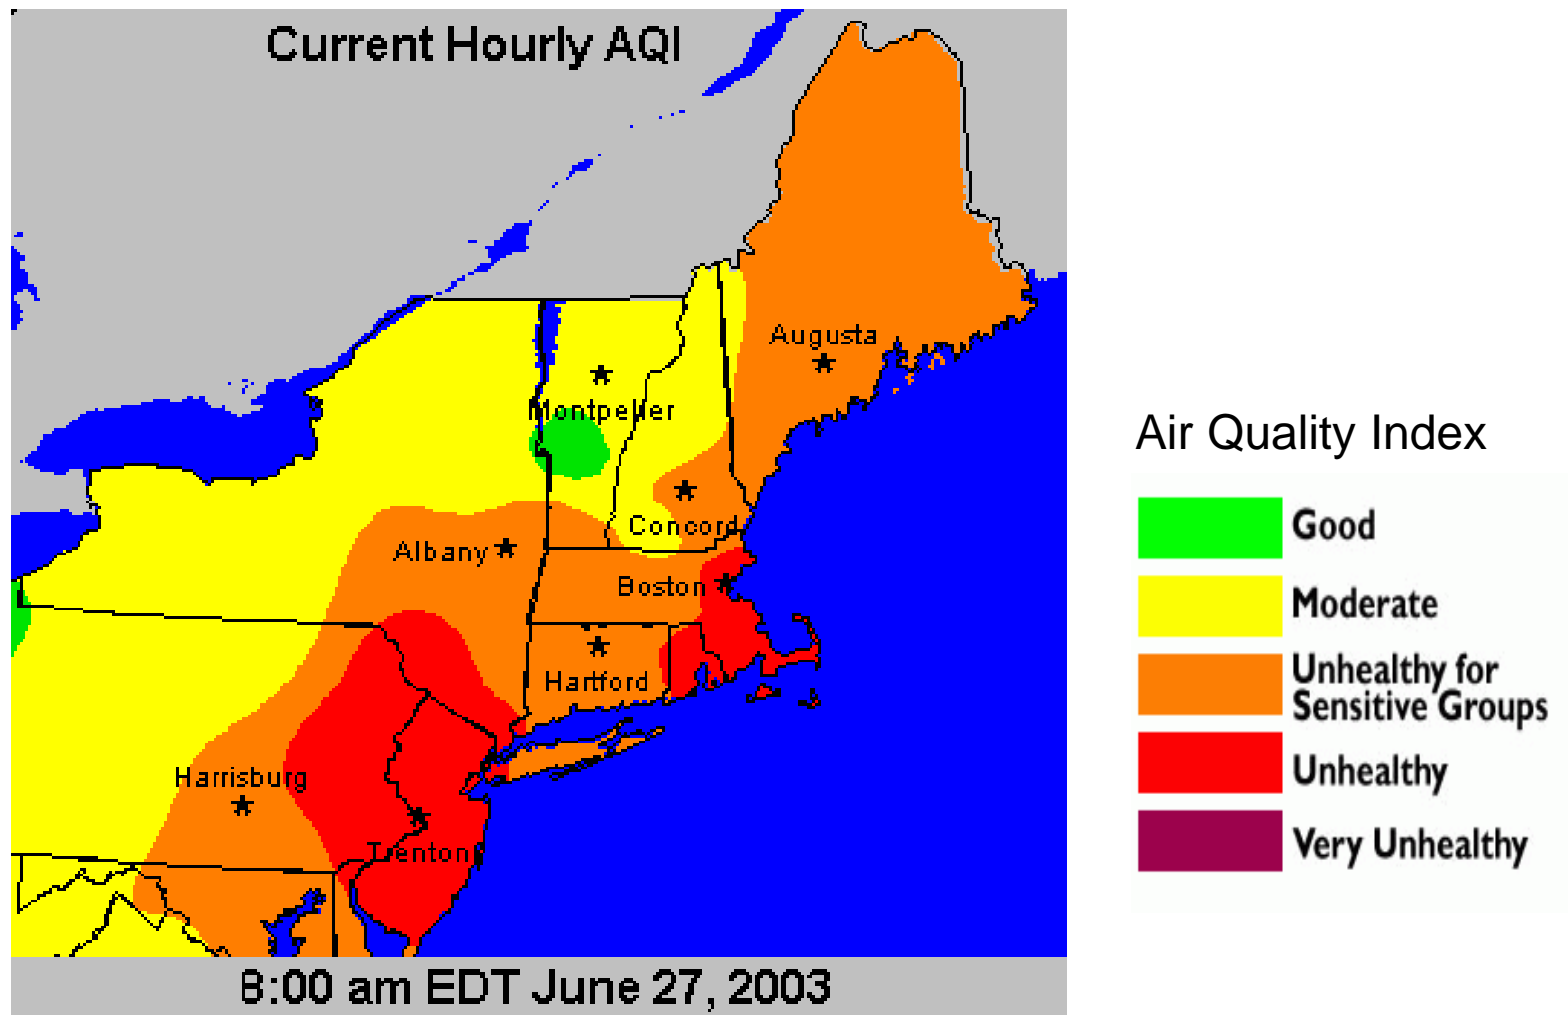 Current Hourly AQI
Augusta
Montpelier
Concord
Albany
Boston
Hartford
Harrisburg
Trenton
8:00 am EDT June 27, 2003
Air Quality Index
Good
Moderate
Unhealthy for
Sensitive Groups
Unhealthy
Very Unhealthy